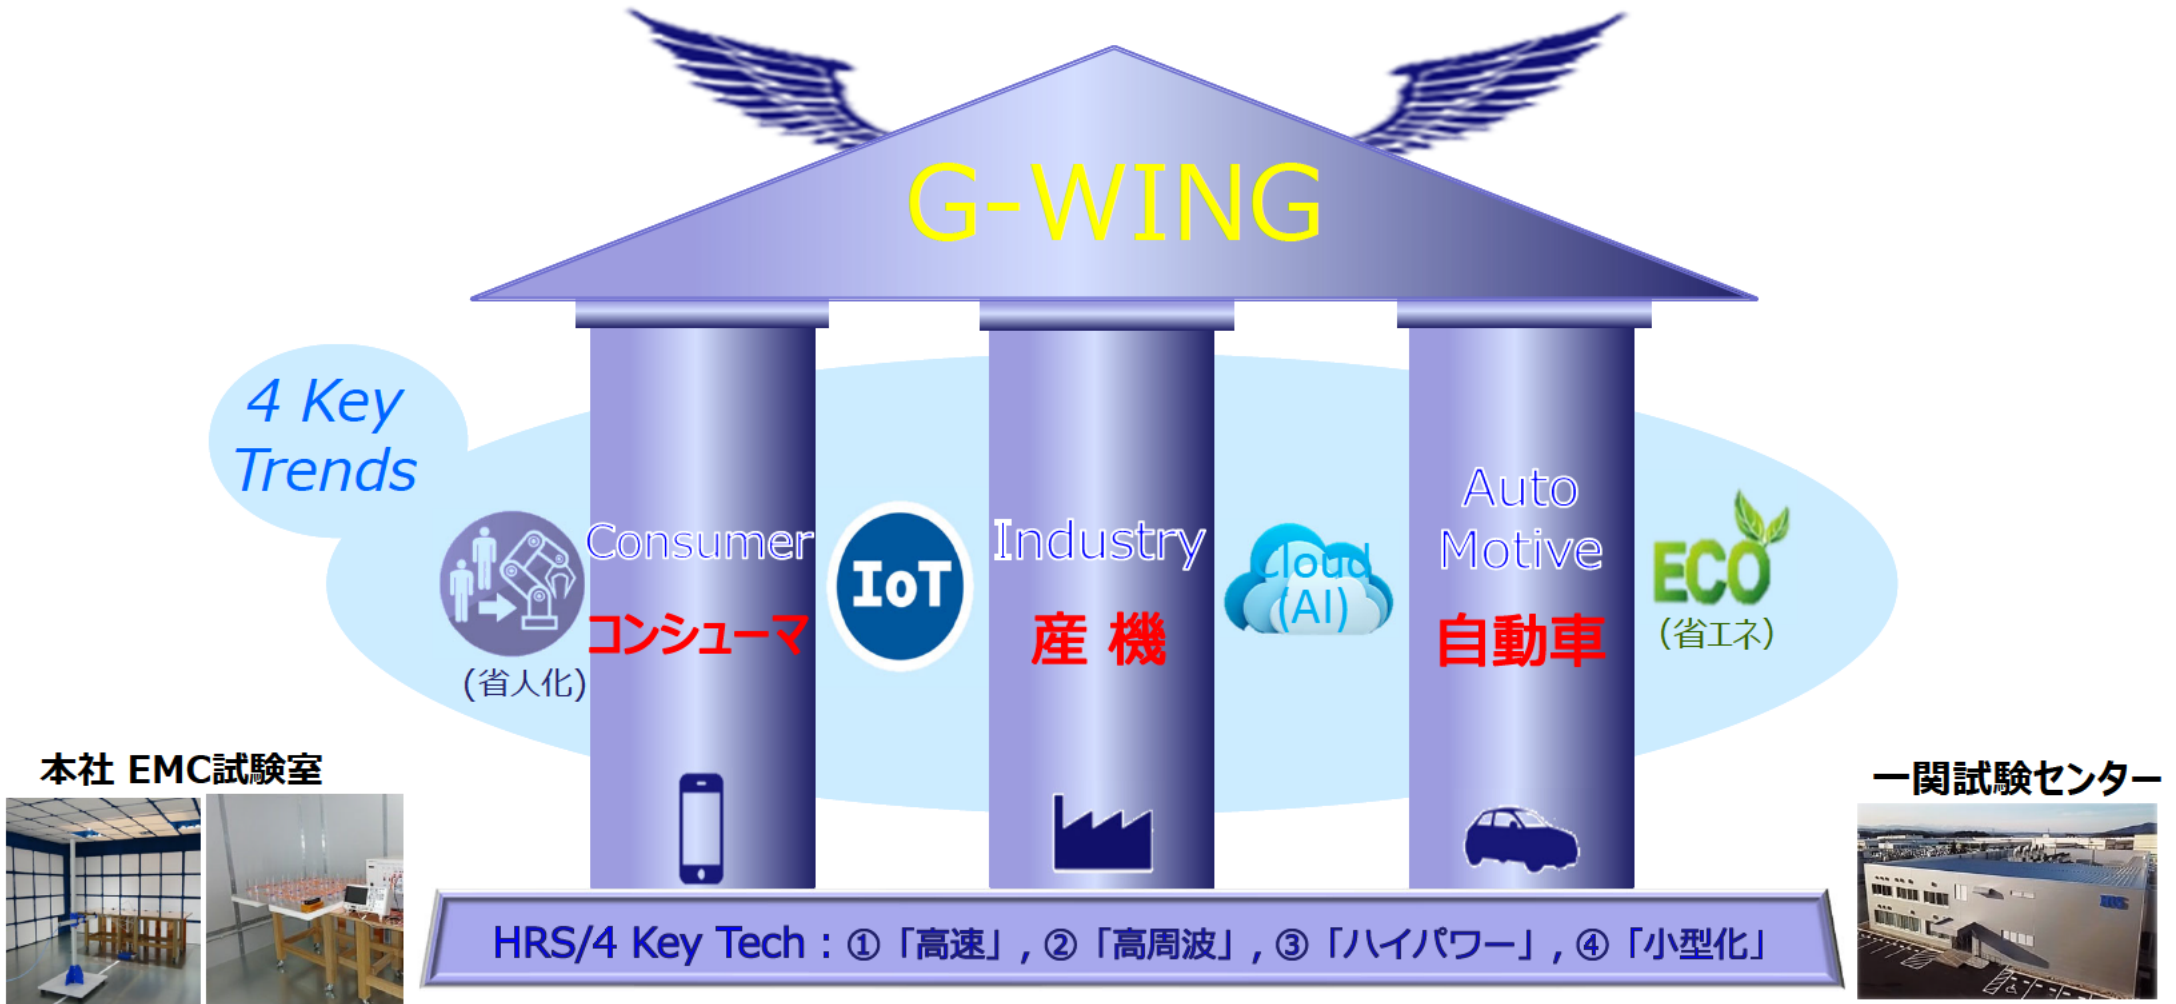 G-WING
4 Key
Trends
(省人化)
Consumer
コンシューマ
IoT
Industry
産 機
Cloud
(AI)
Auto
Motive
自動車
ECO
(省エネ)
本社 EMC試験室
一関試験センター
HRS
HRS/4 Key Tech : ①「高速」, ②「高周波」, ③「ハイパワー」, ④「小型化」